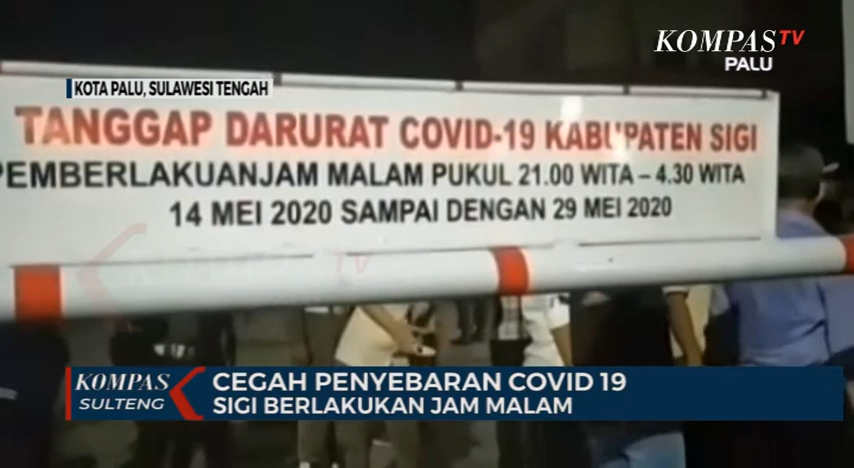 KOMPAS TV
PALU
KOTA PALU, SULAWESI TENGAH
TANGGAP DARURAT COVID-19 KABUPATEN SIGI
PEMBERLAKUANJAM MALAM PUKUL 21.00 WITA – 4.30 WITA
14 MEI 2020 SAMPAI DENGAN 29 MEI 2020
TV
KOMPAS
SULTENG
CEGAH PENYEBARAN COVID 19
SIGI BERLAKUKAN JAM MALAM